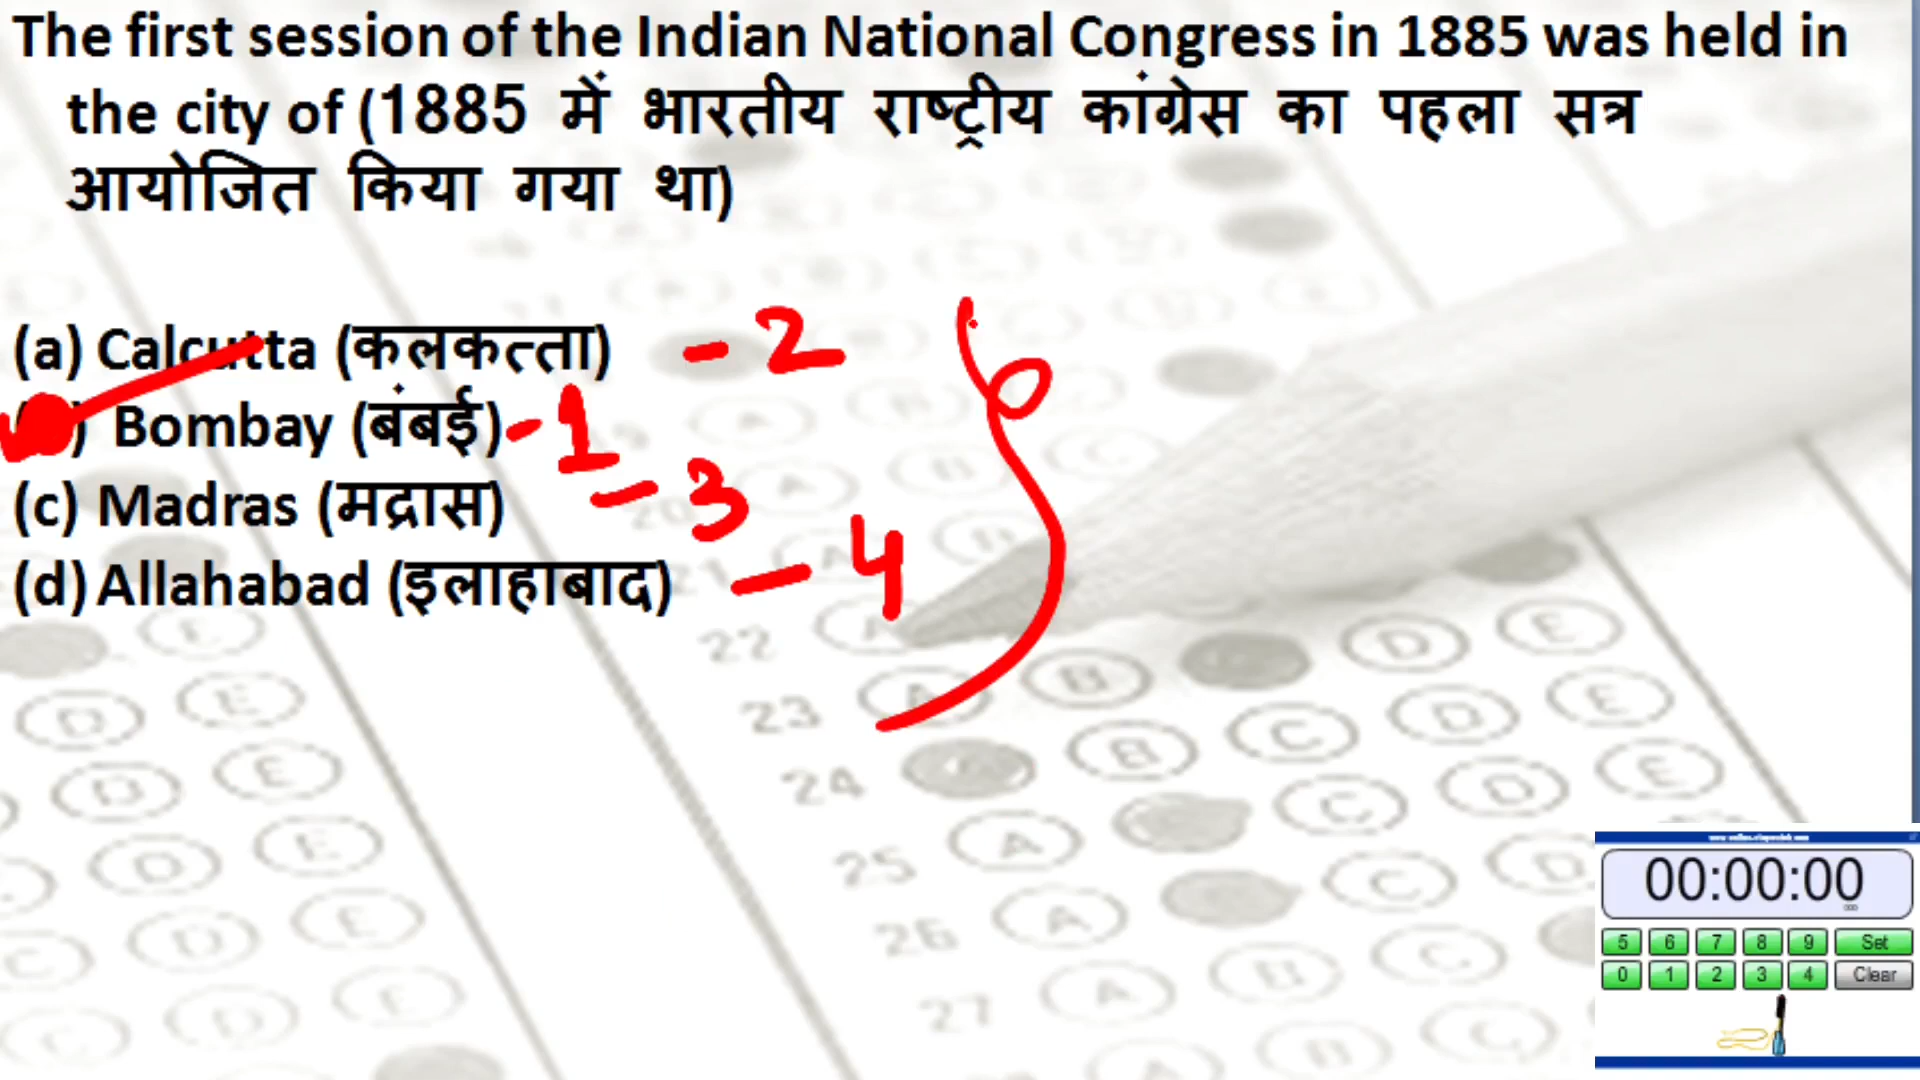 The first session of the Indian National Congress in 1885 was held in
the city of (1885 में भारतीय राष्ट्रीय कांग्रेस का पहला सत्र
आयोजित किया गया था)
(a) Calcutta (कलकत्ता) - 2
) Bombay (बंबई) - 1
(c) Madras (मद्रास) - 3
(d) Allahabad (इलाहाबाद) - 4
22 A B D E
23 A B D E
24 B C D E
25 A C D
26 A C
27 A B C
00:00:00
5 6 7 8 9 Set
0 1 2 3 4 Clear